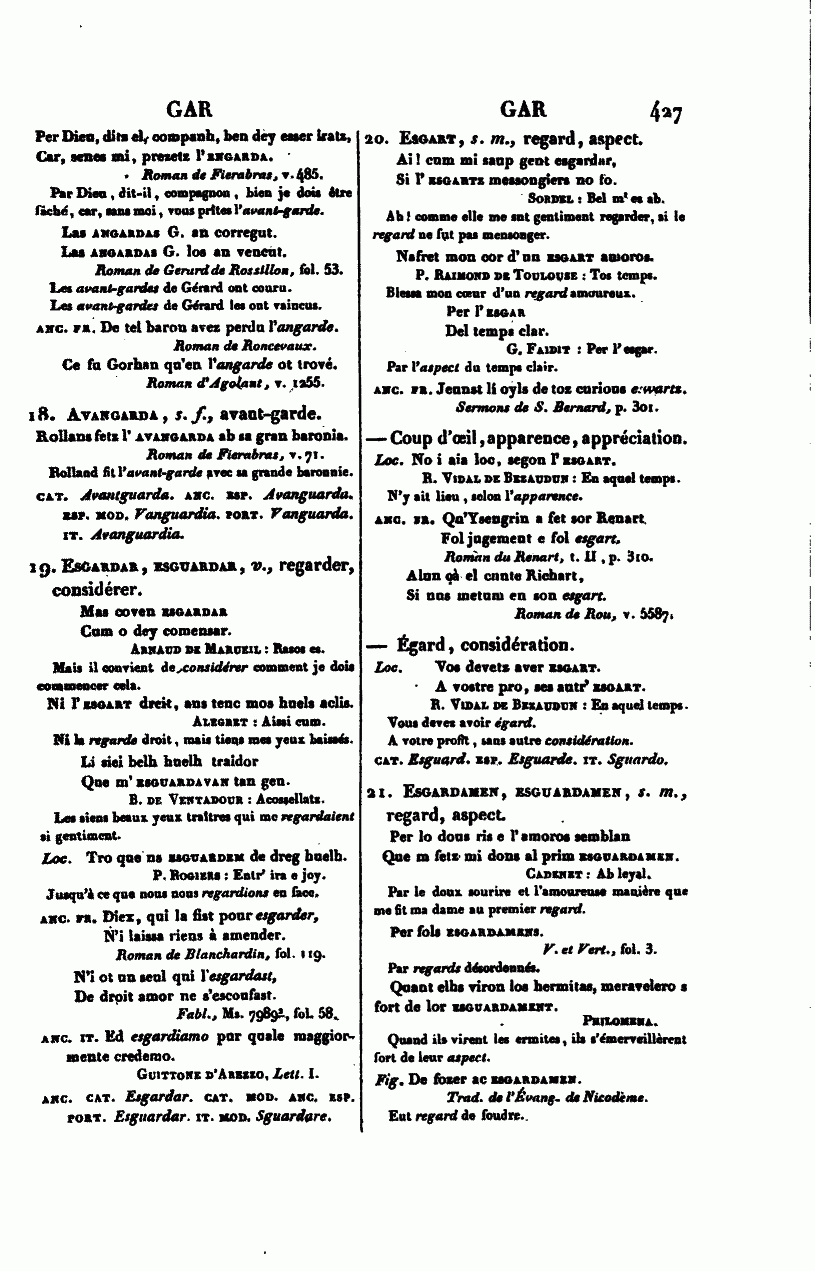 GAR
Per Dieu, dits el, companh, ben dey esser iratz,
Car, senes mi, prezetz l'ENGARDA.
Roman de Fierabras, v. 485.
Par Dieu, dit-il, compagnon, bien je dois être
fâché, car, sans moi, vous prîtes l'avant-garde.
Las ANGARDAS G. an corregut.
Las ANGARDAS G. los an vencut.
Roman de Gerard de Rossillon, fol. 53.
Les avant-gardes de Gérard ont couru.
Les avant-gardes de Gérard les ont vaincus.
ANC. FR. De tel baron avez perdu l'angarde.
Roman de Roncevaux.
Ce fu Gorhan qu'en l'angarde ot trové.
Roman d'Agolant, v. 1255.
18. AVANGARDA, s. f., avant-garde.
Rollans fetz l' AVANGARDA ab sa gran baronia.
Roman de Fierabras, v. 71.
Rolland fit l'avant-garde avec sa grande baronnie.
CAT. Avantguarda. ANC. ESP. Avanguarda.
ESP. MOD. Vanguardia. PORT. Vanguarda.
IT. Avanguardia.
19. ESGARDAR, ESGUARDAR, v., regarder,
considérer.
Mas coven ESGARDAR
Cum o dey comensar.
ARNAUD DE MARUEIL : Rasos es.
Mais il convient de considérer comment je dois
commencer cela.
Ni l' ESGART dreit, ans tenc mos huels aclis.
ALEGRET : Aissi cum.
Ni la regarde droit, mais tiens mes yeux baissés.
Li siei belh huelh traidor
Que m' ESGUARDAVAN tan gen.
B. DE VENTADOUR : Acossellatz.
Les siens beaux yeux traîtres qui me regardaient
si gentiment.
Loc. Tro que ns ESGUARDEM de dreg huelh.
P. ROGIERS : Entr' ira e joy.
Jusqu'à ce que nous nous regardions en face.
ANC. FR. Diex, qui la fist pour esgarder,
N'i laissa riens à amender.
Roman de Blanchardin, fol. 119.
N'i ot un seul qui l'esgardast,
De droit amor ne s'escoufast.
Fabl., Ms. 7989², fol. 58.
ANC. IT. Ed esgardiamo pur quale maggior-
mente credemo.
GUITTONE D'AREZZO, Lett. I.
ANC. CAT. Esgardar. CAT. MOD. ANC. ESP.
PORT. Esguardar. IT. MOD. Sguardare.
GAR 427
20. ESGART, s. m., regard, aspect.
Ai ! cum mi saup gent esgardar,
Si l' ESGARTZ messongiers no fo.
SORDEL : Bel m' es ab.
Ah ! comme elle me sut gentiment regarder, si le
regard ne fut pas mensonger.
Nafret mon cor d' un ESGART amoros.
P. RAIMOND DE TOULOUSE : Tos temps.
Blessa mon cœur d'un regard amoureux.
Per l' ESGAR
Del temps clar.
G. FAIDIT : Per l' esgar.
Par l'aspect du temps clair.
ANC. FR. Jeunst li oyls de toz curious eswartz.
Sermons de S. Bernard, p. 301.
— Coup d'œil, apparence, appréciation.
Loc. No i aia loc, segon l' ESGART.
R. VIDAL DE BEZAUDUN : En aquel temps.
N'y ait lieu, selon l'apparence.
ANC. FR. Qu'Ysengrin a fet sor Renart
Fol jugement e fol esgart.
Roman du Renart, t. II, p. 310.
Alun çà el cunte Richart,
Si nus metum en son esgart.
Roman de Rou, v. 5587.
— Égard, considération.
Loc. Vos devetz aver ESGART.
A vostre pro, ses autr' ESGART.
R. VIDAL DE BEZAUDUN : En aquel temps.
Vous devez avoir égard.
A votre profit, sans autre considération.
CAT. Esguard. ESP. Esguarde. IT. Sguardo.
21. ESGARDAMEN, ESGUARDAMEN, s. m.,
regard, aspect.
Per lo dous ris e l' amoros semblan
Que m fetz mi dons al prim ESGUARDAMEN.
CADENET : Ab leyal.
Par le doux sourire et l'amoureuse manière que
me fit ma dame au premier regard.
Per fols ESGARDAMENS.
V. et Vert., fol. 3.
Par regards désordonnés.
Quant elhs viron los hermitas, meravelero s
fort de lor ESGUARDAMENT.
PHILOMENA.
Quand ils virent les ermites, ils s'émerveillèrent
fort de leur aspect.
Fig. De fozer ac ESGARDAMEN.
Trad. de l'Évang. de Nicodème.
Eut regard de foudre.